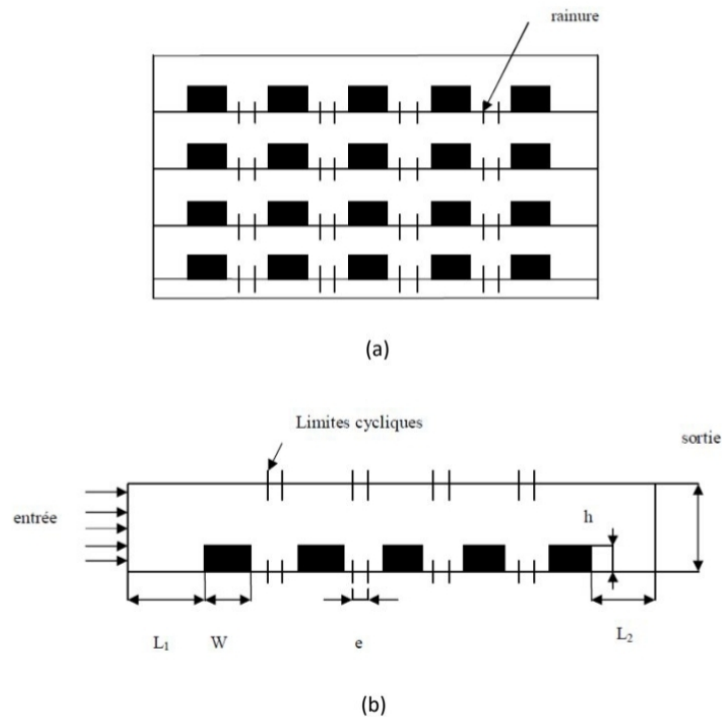 rainure
(a)
Limites cycliques
sortie
entrée
h
L₁
W
e
L₂
(b)